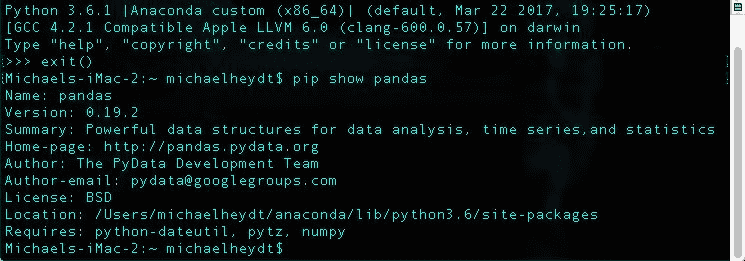 Python 3.6.1 |Anaconda custom (x86_64)| (default, Mar 22 2017, 19:25:17)
[GCC 4.2.1 Compatible Apple LLVM 6.0 (clang-600.0.57)] on darwin
Type "help", "copyright", "credits" or "license" for more information.
>>> exit()
Michaels-iMac-2:~ michaelheydt$ pip show pandas
Name: pandas
Version: 0.19.2
Summary: Powerful data structures for data analysis, time series,and statistics
Home-page: http://pandas.pydata.org
Author: The PyData Development Team
Author-email: pydata@googlegroups.com
License: BSD
Location: /Users/michaelheydt/anaconda/lib/python3.6/site-packages
Requires: python-dateutil, pytz, numpy
Michaels-iMac-2:~ michaelheydt$